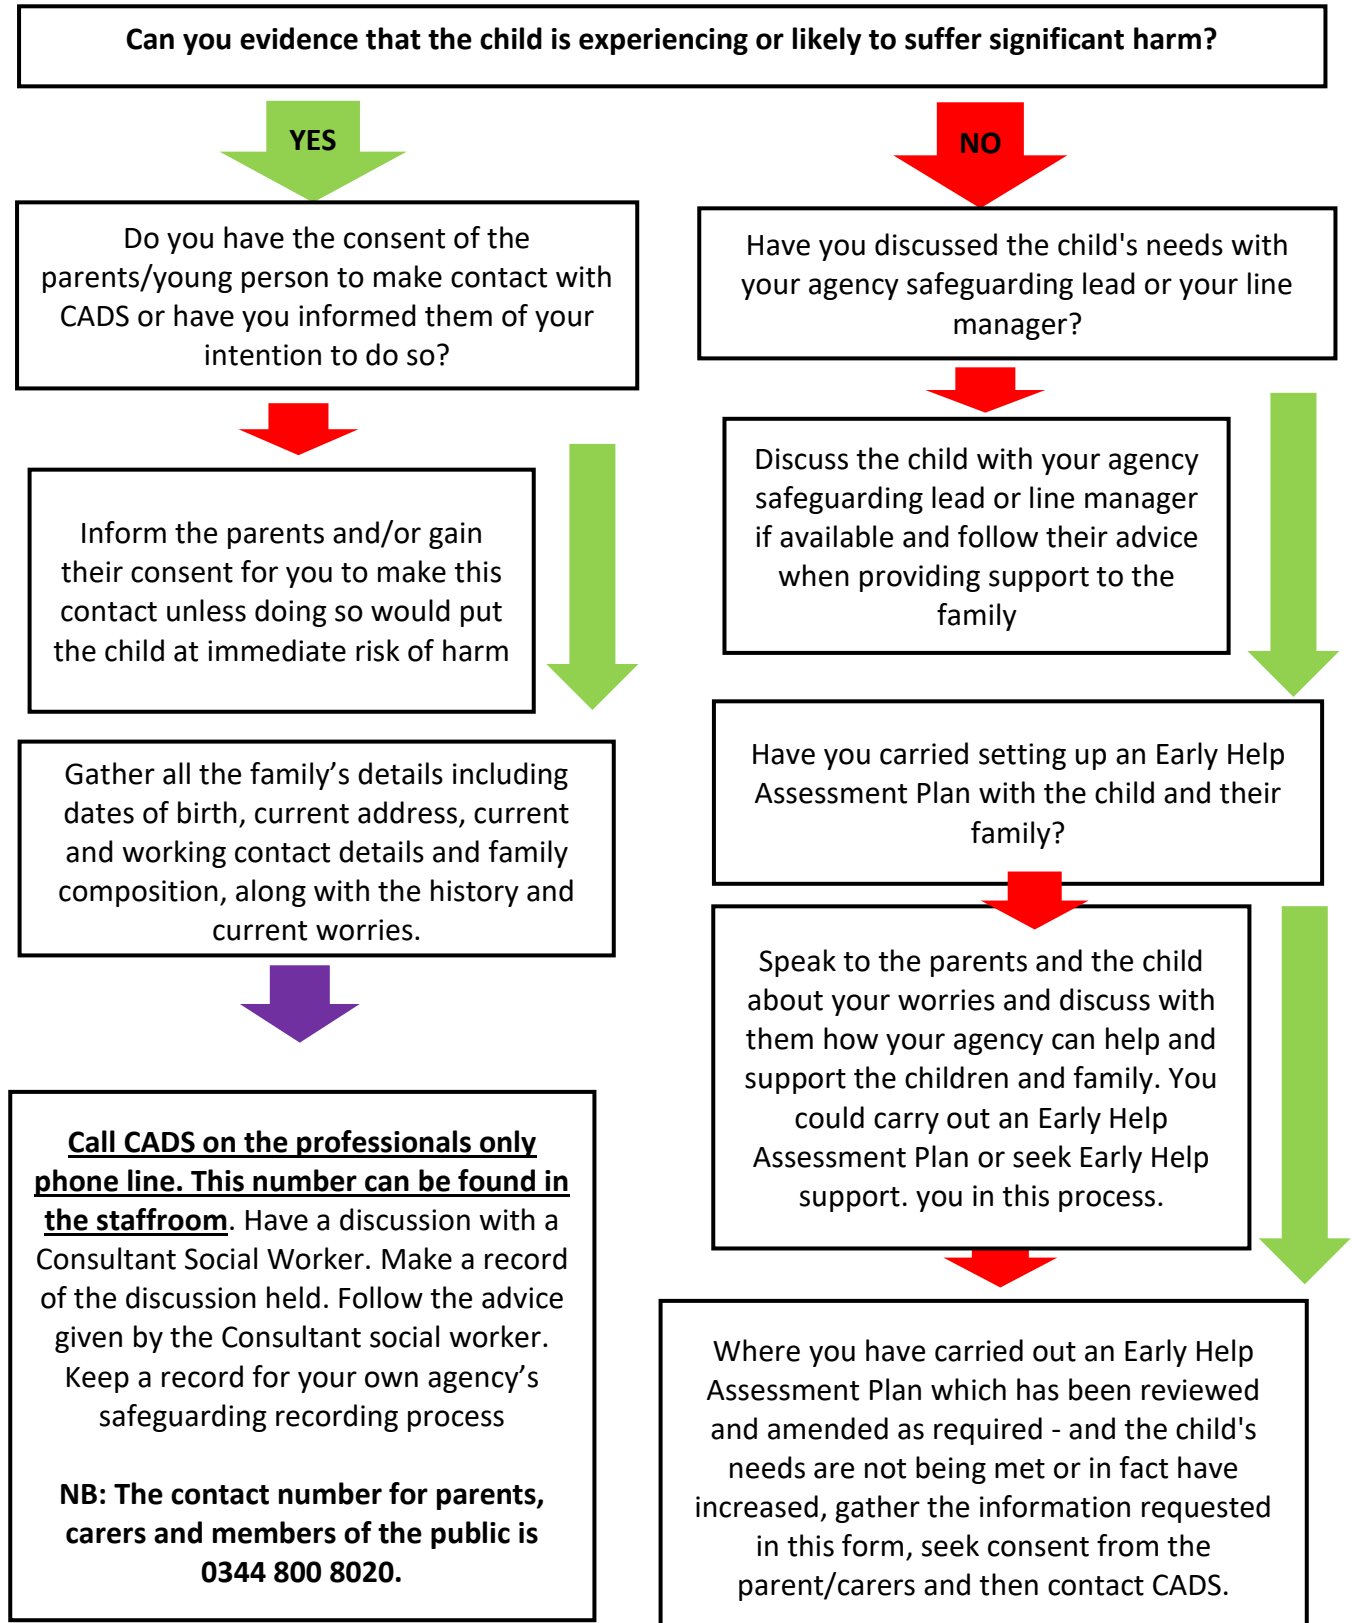 Can you evidence that the child is experiencing or likely to suffer significant harm?
YES
NO
Do you have the consent of the
parents/young person to make contact with
CADS or have you informed them of your
intention to do so?
Inform the parents and/or gain
their consent for you to make this
contact unless doing so would put
the child at immediate risk of harm
Gather all the family’s details including
dates of birth, current address, current
and working contact details and family
composition, along with the history and
current worries.
Call CADS on the professionals only
phone line. This number can be found in
the staffroom. Have a discussion with a
Consultant Social Worker. Make a record
of the discussion held. Follow the advice
given by the Consultant social worker.
Keep a record for your own agency’s
safeguarding recording process
NB: The contact number for parents,
carers and members of the public is
0344 800 8020.
Have you discussed the child's needs with
your agency safeguarding lead or your line
manager?
Discuss the child with your agency
safeguarding lead or line manager
if available and follow their advice
when providing support to the
family
Have you carried setting up an Early Help
Assessment Plan with the child and their
family?
Speak to the parents and the child
about your worries and discuss with
them how your agency can help and
support the children and family. You
could carry out an Early Help
Assessment Plan or seek Early Help
support. you in this process.
Where you have carried out an Early Help
Assessment Plan which has been reviewed
and amended as required - and the child's
needs are not being met or in fact have
increased, gather the information requested
in this form, seek consent from the
parent/carers and then contact CADS.